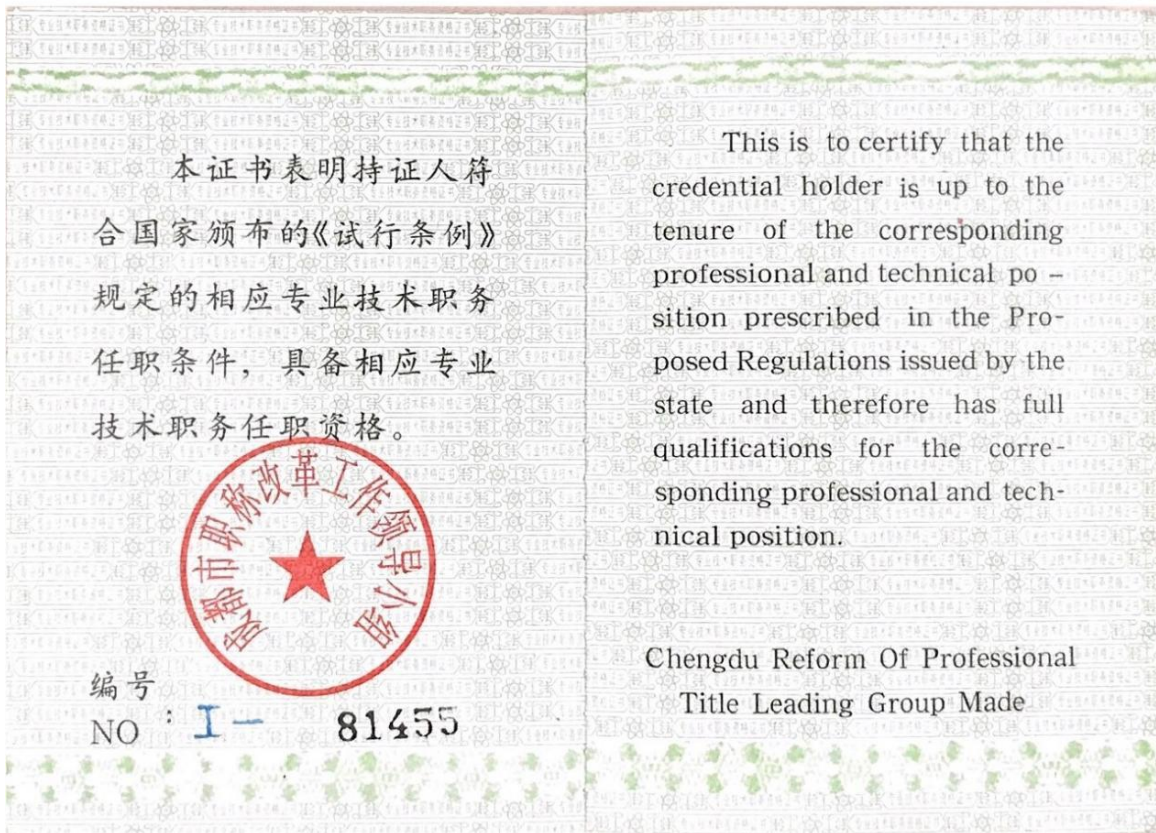 本证书表明持证人符
合国家颁布的《试行条例》
规定的相应专业技术职务
任职条件，具备相应专业
技术职务任职资格。
成都市职称改革工作领导小组
编号
NO : I— 81455
This is to certify that the
credential holder is up to the
tenure of the corresponding
professional and technical po –
sition prescribed in the Pro-
posed Regulations issued by the
state and therefore has full
qualifications for the corre-
sponding professional and tech-
nical position.
Chengdu Reform Of Professional
Title Leading Group Made